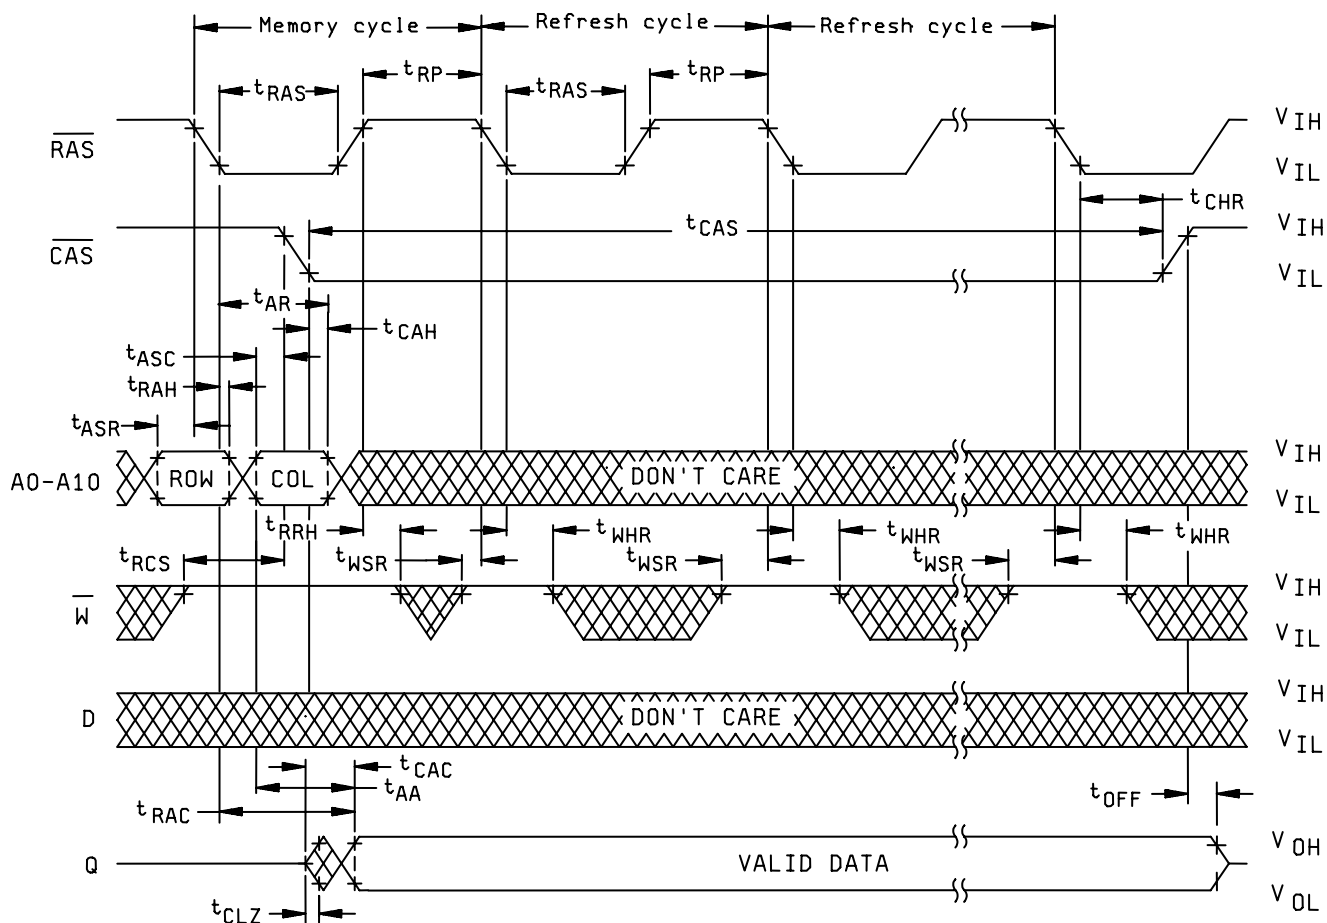 Memory cycle
Refresh cycle
Refresh cycle
tRP
tRP
tRAS
tRAS
RAS
VIH
VIL
tCHR
CAS
tCAS
VIH
VIL
tAR
tCAH
tASC
tRAH
tASR
A0-A10
ROW
COL
DON'T CARE
VIH
VIL
tRRH
tWHR
tWHR
tWHR
tRCS
tWSR
tWSR
tWSR
W
VIH
VIL
D
DON'T CARE
VIH
VIL
tCAC
tAA
tRAC
tOFF
Q
VALID DATA
VOH
VOL
tCLZ